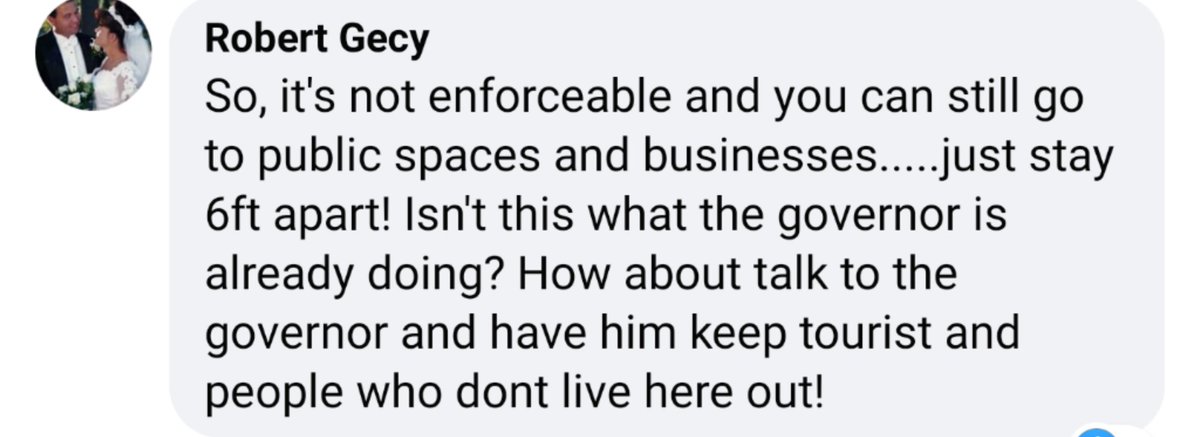 Robert Gecy
So, it's not enforceable and you can still go
to public spaces and businesses.....just stay
6ft apart! Isn't this what the governor is
already doing? How about talk to the
governor and have him keep tourist and
people who dont live here out!